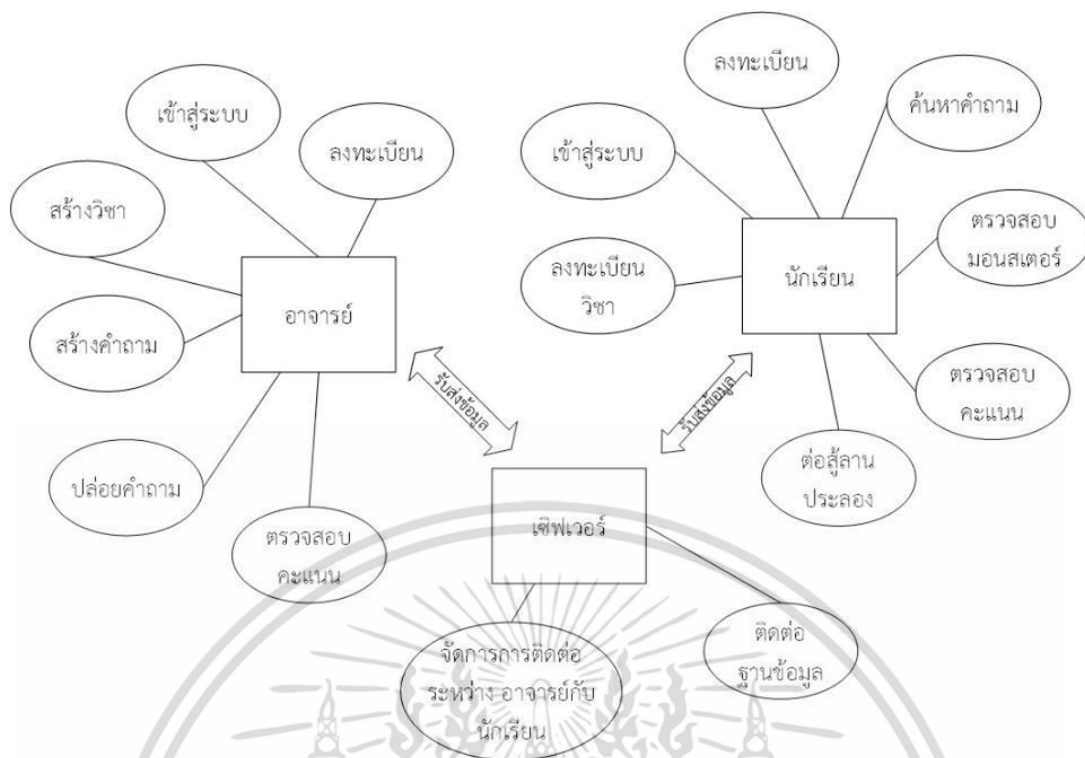 ลงทะเบียน
ค้นหาคำถาม
เข้าสู่ระบบ
ลงทะเบียน
เข้าสู่ระบบ
สร้างวิชา
ตรวจสอบ
มอนสเตอร์
ลงทะเบียน
วิชา
นักเรียน
อาจารย์
สร้างคำถาม
รับส่งข้อมูล
รับส่งข้อมูล
ตรวจสอบ
คะแนน
ต่อสู้ลาน
ประลอง
ปล่อยคำถาม
เซิฟเวอร์
ตรวจสอบ
คะแนน
จัดการการติดต่อ
ระหว่าง อาจารย์กับ
นักเรียน
ติดต่อ
ฐานข้อมูล